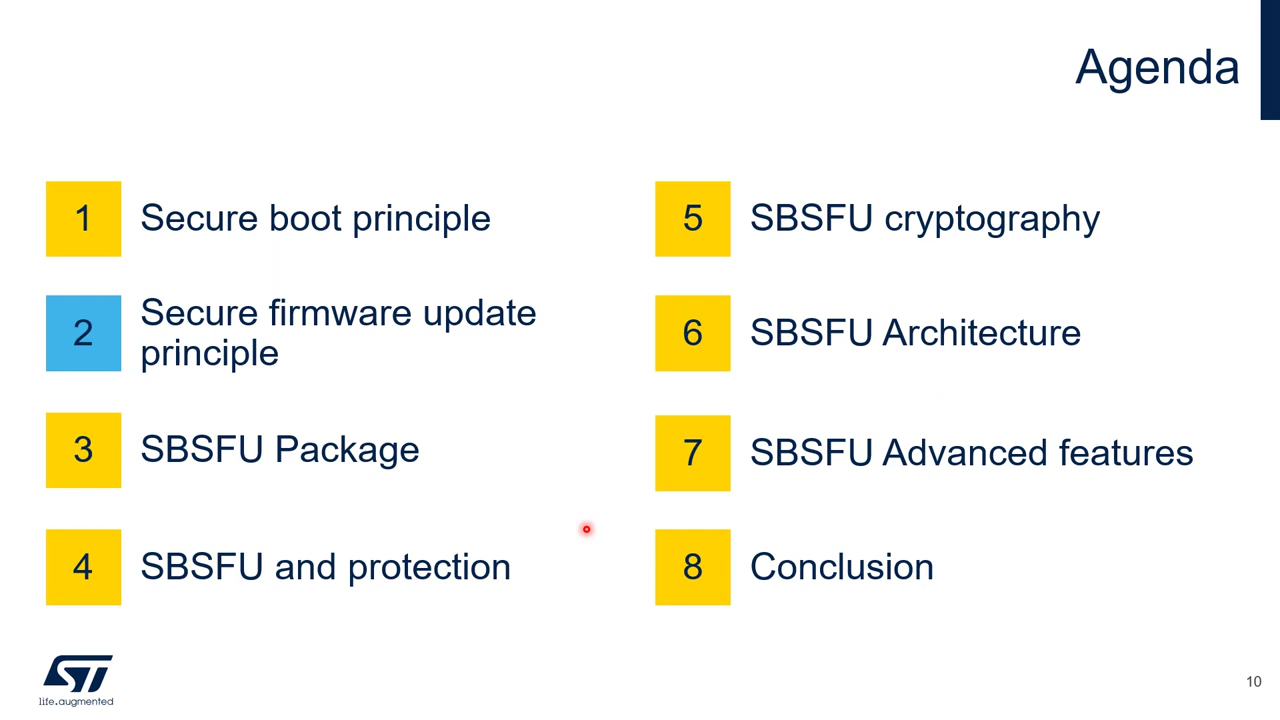 Agenda
1
Secure boot principle
2
Secure firmware update
principle
3
SBSFU Package
4
SBSFU and protection
5
SBSFU cryptography
6
SBSFU Architecture
7
SBSFU Advanced features
8
Conclusion
ST
life.augmented
10